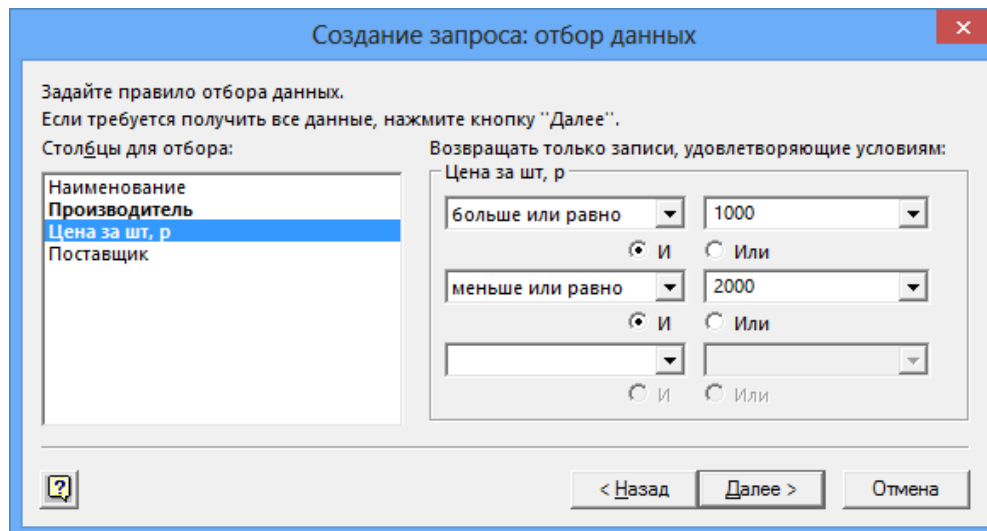 Создание запроса: отбор данных
Задайте правило отбора данных.
Если требуется получить все данные, нажмите кнопку "Далее".
Столбцы для отбора:
Возвращать только записи, удовлетворяющие условиям:
Наименование
Производитель
Цена за шт, р
Поставщик
Цена за шт, р
больше или равно 1000
И Или
меньше или равно 2000
И Или
И Или
< Назад Далее > Отмена